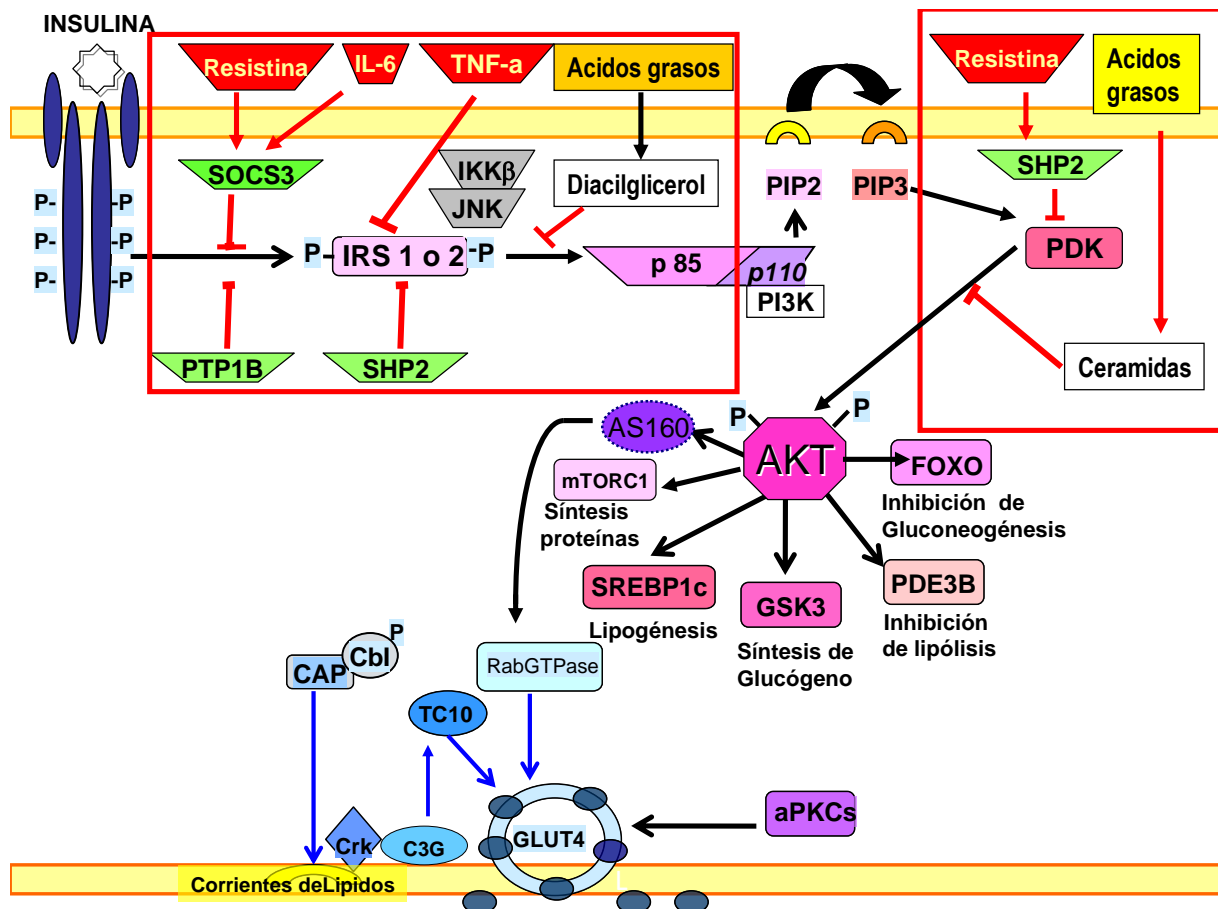 INSULINA
Resistina
IL-6
TNF-a
Acidos grasos
Resistina
Acidos
grasos
SOCS3
IKKβ
JNK
Diacilglicerol
PIP2
PIP3
SHP2
P-
-P
P-
-P
P-
-P
P-
IRS 1 o 2
-P
p 85
p110
PI3K
PDK
PTP1B
SHP2
Ceramidas
P
P
AS160
AKT
FOXO
mTORC1
Síntesis
proteínas
Inhibición de
Gluconeogénesis
SREBP1c
Lipogénesis
GSK3
Síntesis de
Glucógeno
PDE3B
Inhibición
de lipólisis
P
Cbl
CAP
RabGTPase
TC10
Crk
C3G
GLUT4
aPKCs
Corrientes deLipidos
L